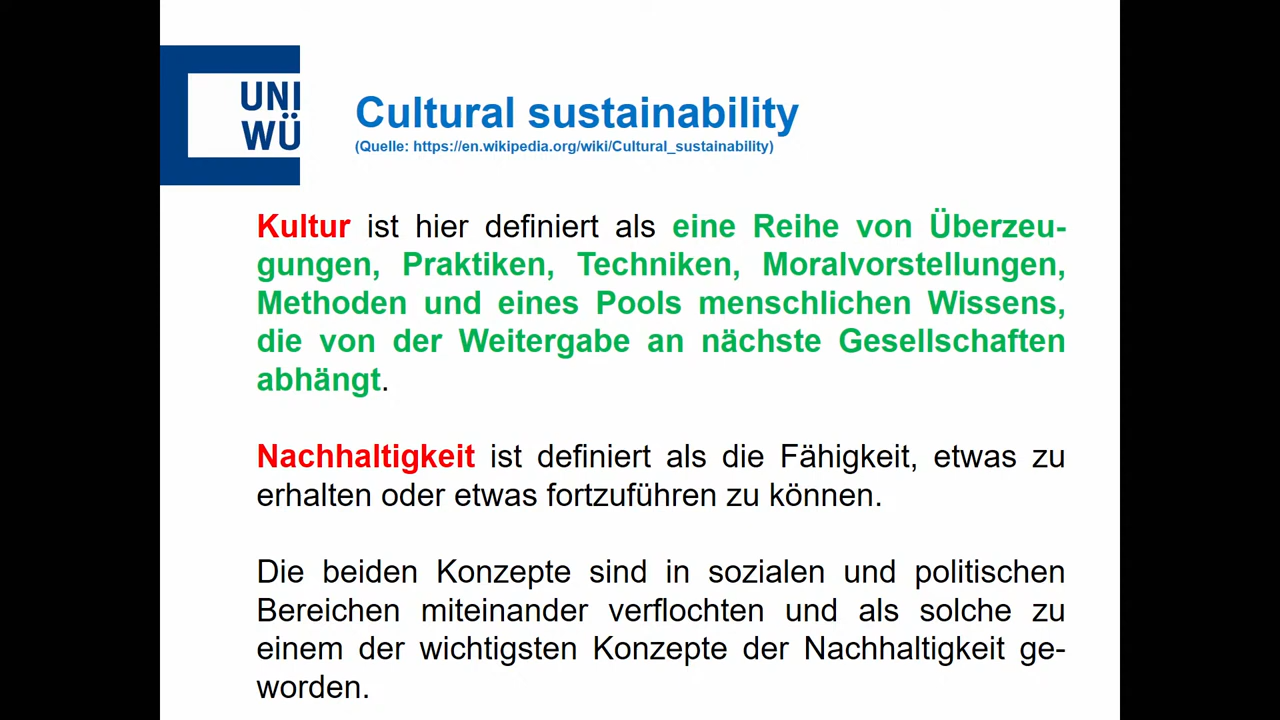 UNI
WÜ
Cultural sustainability
(Quelle: https://en.wikipedia.org/wiki/Cultural_sustainability)
Kultur ist hier definiert als eine Reihe von Überzeu-
gungen, Praktiken, Techniken, Moralvorstellungen,
Methoden und eines Pools menschlichen Wissens,
die von der Weitergabe an nächste Gesellschaften
abhängt.
Nachhaltigkeit ist definiert als die Fähigkeit, etwas zu
erhalten oder etwas fortzuführen zu können.
Die beiden Konzepte sind in sozialen und politischen
Bereichen miteinander verflochten und als solche zu
einem der wichtigsten Konzepte der Nachhaltigkeit ge-
worden.